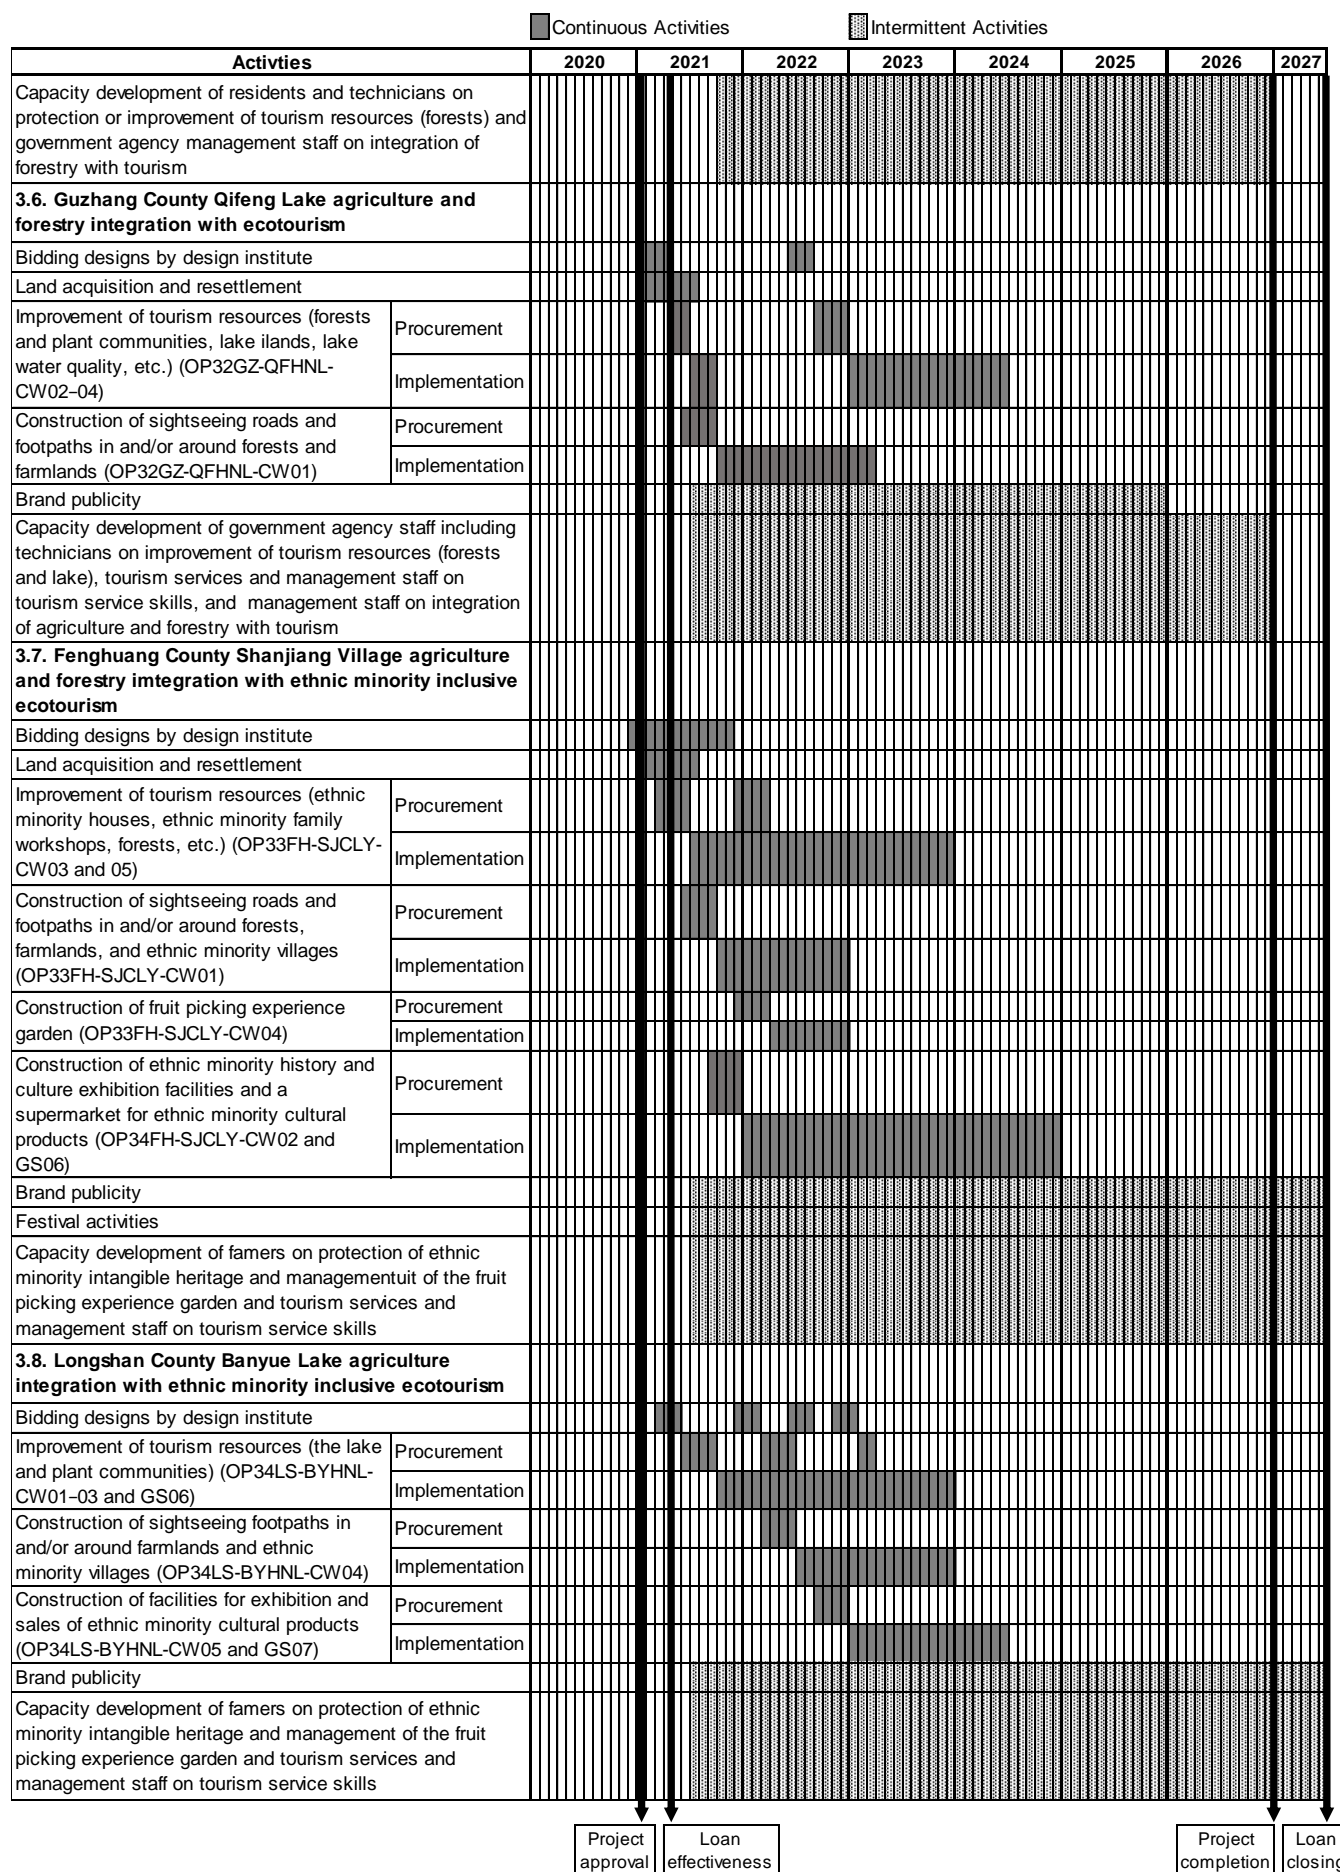 Continuous Activities Intermittent Activities
Activties 2020 2021 2022 2023 2024 2025 2026 2027
Capacity development of residents and technicians on
protection or improvement of tourism resources (forests) and
government agency management staff on integration of
forestry with tourism
3.6. Guzhang County Qifeng Lake agriculture and
forestry integration with ecotourism
Bidding designs by design institute
Land acquisition and resettlement
Improvement of tourism resources (forests
and plant communities, lake ilands, lake
water quality, etc.) (OP32GZ-QFHNL-
CW02–04)
Procurement
Implementation
Construction of sightseeing roads and
footpaths in and/or around forests and
farmlands (OP32GZ-QFHNL-CW01)
Procurement
Implementation
Brand publicity
Capacity development of government agency staff including
technicians on improvement of tourism resources (forests
and lake), tourism services and management staff on
tourism service skills, and management staff on integration
of agriculture and forestry with tourism
3.7. Fenghuang County Shanjiang Village agriculture
and forestry imtegration with ethnic minority inclusive
ecotourism
Bidding designs by design institute
Land acquisition and resettlement
Improvement of tourism resources (ethnic
minority houses, ethnic minority family
workshops, forests, etc.) (OP33FH-SJCLY-
CW03 and 05)
Procurement
Implementation
Construction of sightseeing roads and
footpaths in and/or around forests,
farmlands, and ethnic minority villages
(OP33FH-SJCLY-CW01)
Procurement
Implementation
Construction of fruit picking experience
garden (OP33FH-SJCLY-CW04)
Procurement
Implementation
Construction of ethnic minority history and
culture exhibition facilities and a
supermarket for ethnic minority cultural
products (OP34FH-SJCLY-CW02 and
GS06)
Procurement
Implementation
Brand publicity
Festival activities
Capacity development of famers on protection of ethnic
minority intangible heritage and managementuit of the fruit
picking experience garden and tourism services and
management staff on tourism service skills
3.8. Longshan County Banyue Lake agriculture
integration with ethnic minority inclusive ecotourism
Bidding designs by design institute
Improvement of tourism resources (the lake
and plant communities) (OP34LS-BYHNL-
CW01–03 and GS06)
Procurement
Implementation
Construction of sightseeing footpaths in
and/or around farmlands and ethnic
minority villages (OP34LS-BYHNL-CW04)
Procurement
Implementation
Construction of facilities for exhibition and
sales of ethnic minority cultural products
(OP34LS-BYHNL-CW05 and GS07)
Procurement
Implementation
Brand publicity
Capacity development of famers on protection of ethnic
minority intangible heritage and management of the fruit
picking experience garden and tourism services and
management staff on tourism service skills
Project
approval
Loan
effectiveness
Project
completion
Loan
closing